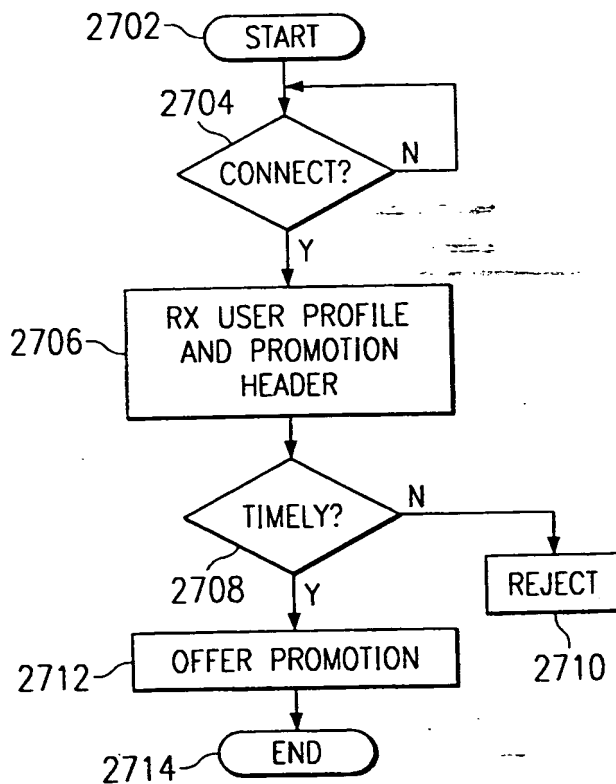 2702
START
2704
CONNECT?
N
Y
2706
RX USER PROFILE
AND PROMOTION
HEADER
TIMELY?
N
2708
Y
REJECT
2710
2712
OFFER PROMOTION
2714
END